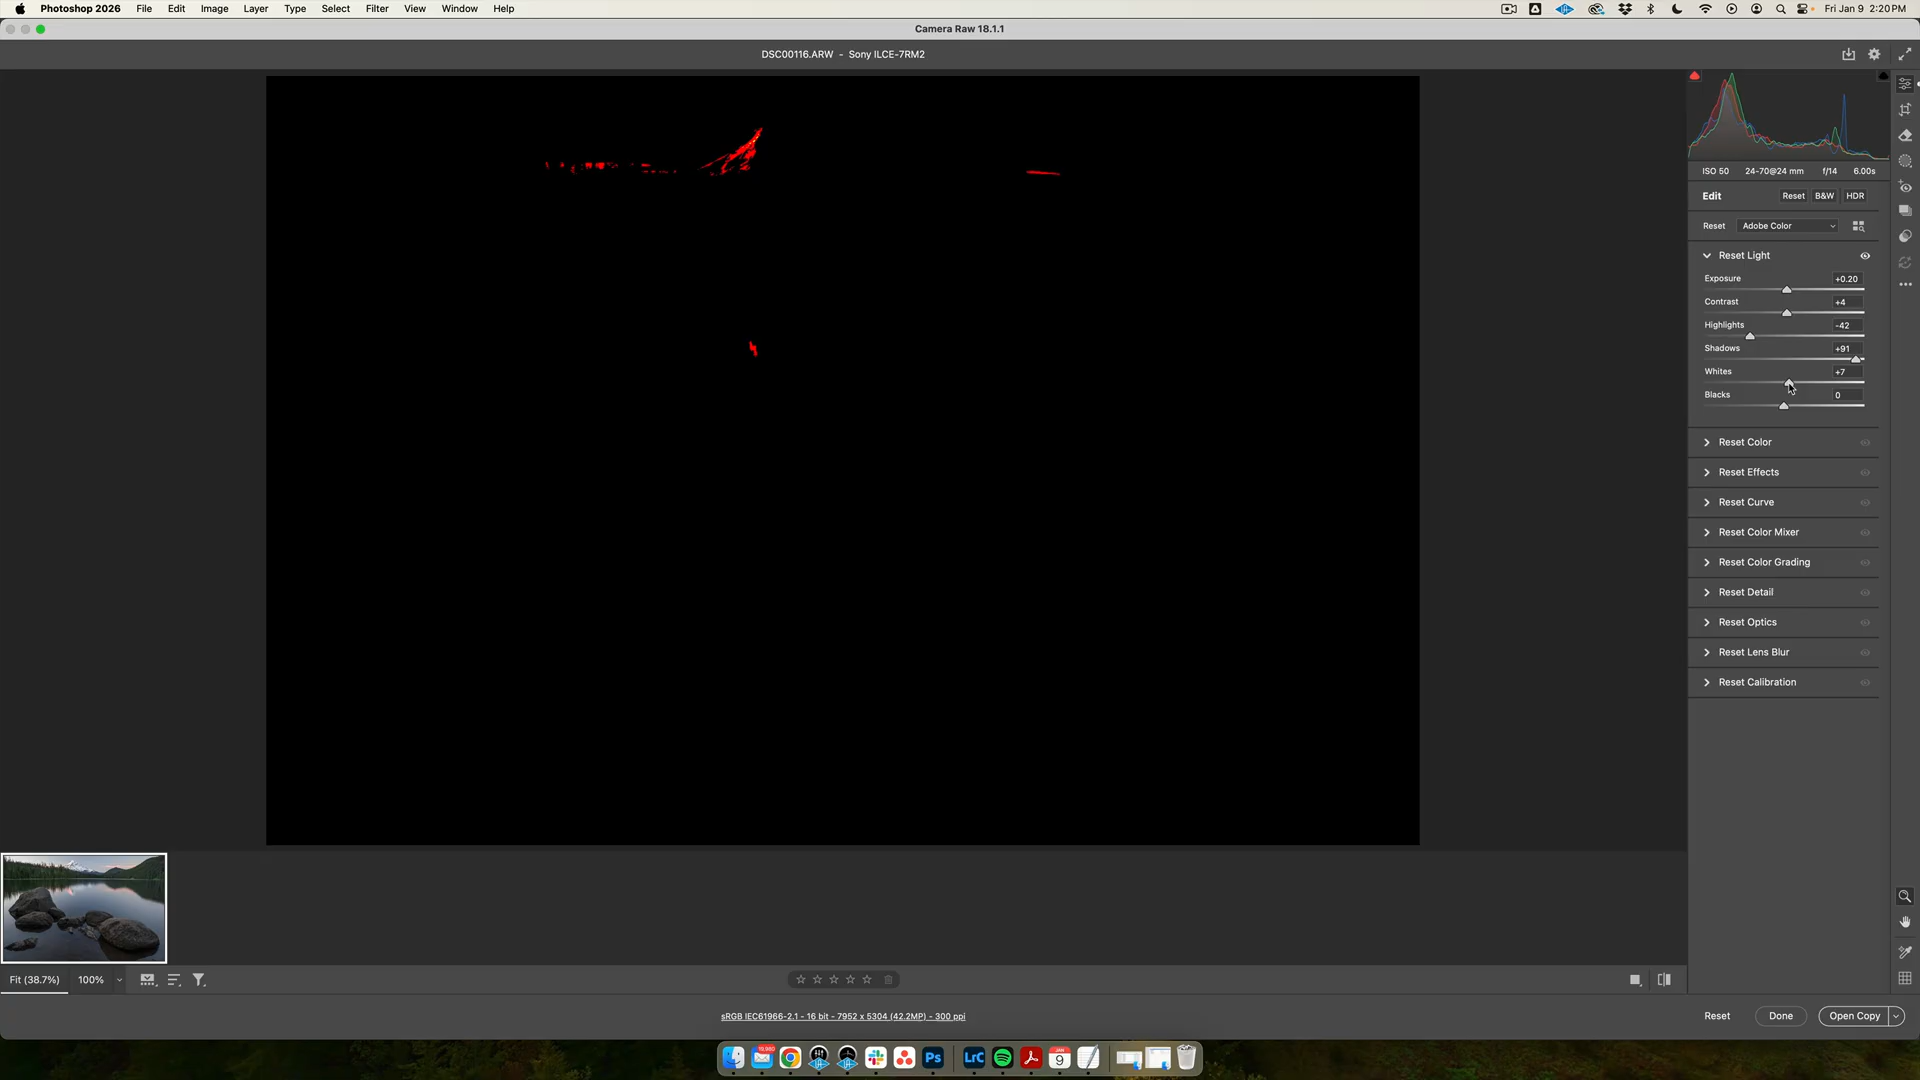 Photoshop 2026 File Edit Image Layer Type Select Filter View Window Help Fri Jan 9 2:20PM
Camera Raw 18.1.1
DSC00116.ARW - Sony ILCE-7RM2
ISO 50 24-70@24 mm f/14 6.00s
Edit Reset B&W HDR
Reset Adobe Color
Reset Light
Exposure +0.20
Contrast +4
Highlights -42
Shadows +91
Whites +7
Blacks 0
Reset Color
Reset Effects
Reset Curve
Reset Color Mixer
Reset Color Grading
Reset Detail
Reset Optics
Reset Lens Blur
Reset Calibration
Fit (38.7%) 100%
sRGB IEC61966-2.1 - 16 bit - 7952 x 5304 (42.2MP) - 300 ppi
Reset Done Open Copy
Ps LrC JAN 9